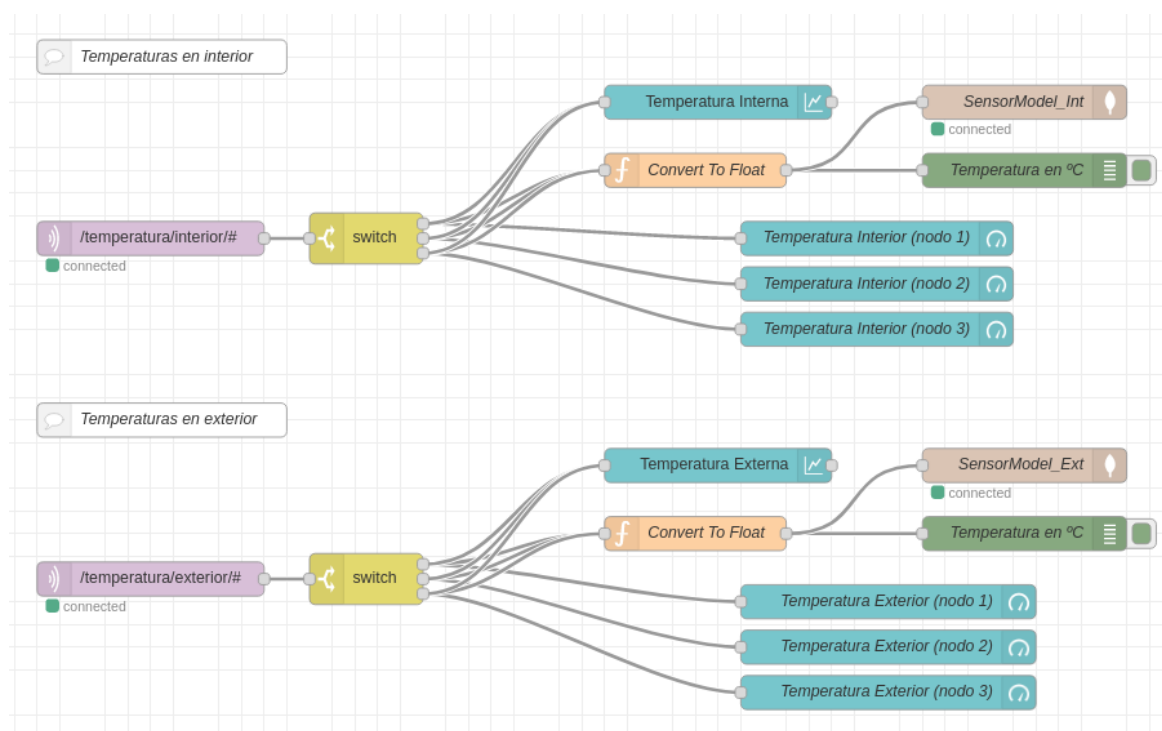 Temperaturas en interior
Temperatura Interna
SensorModel_Int
connected
Convert To Float
Temperatura en ºC
/temperatura/interior/#
connected
switch
Temperatura Interior (nodo 1)
Temperatura Interior (nodo 2)
Temperatura Interior (nodo 3)
Temperaturas en exterior
Temperatura Externa
SensorModel_Ext
connected
Convert To Float
Temperatura en ºC
/temperatura/exterior/#
connected
switch
Temperatura Exterior (nodo 1)
Temperatura Exterior (nodo 2)
Temperatura Exterior (nodo 3)